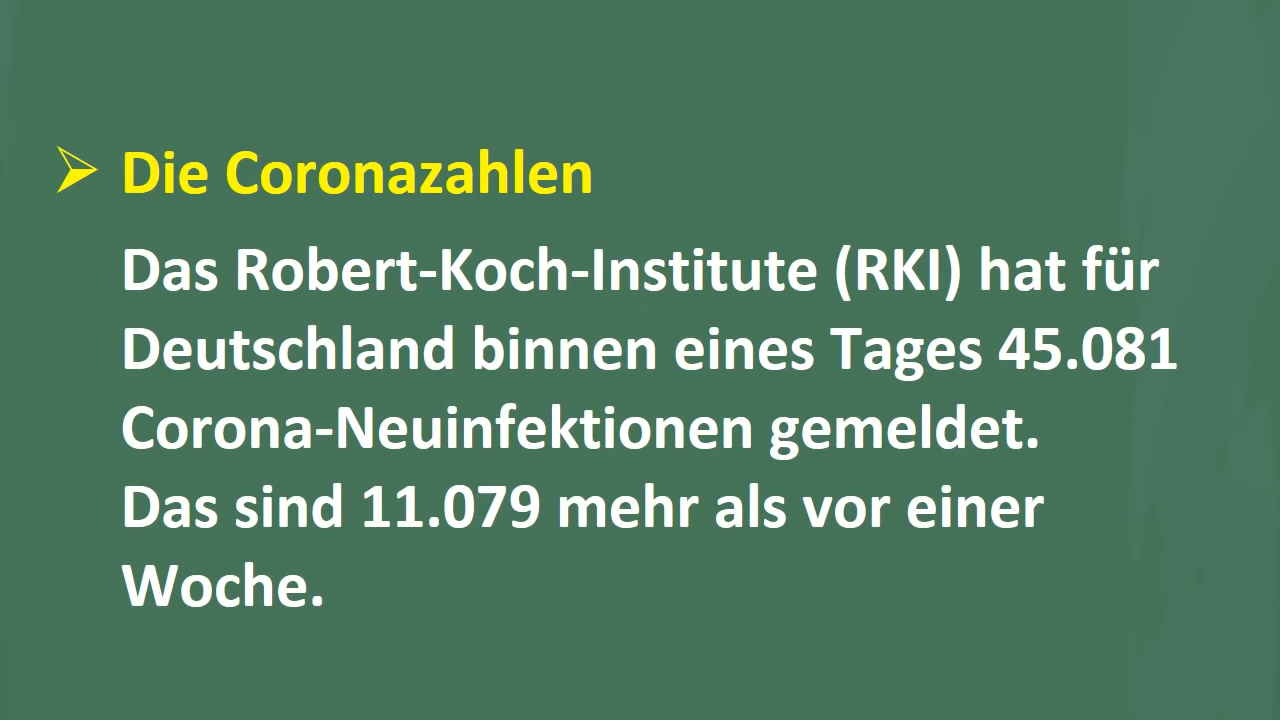 Die Coronazahlen
Das Robert-Koch-Institute (RKI) hat für
Deutschland binnen eines Tages 45.081
Corona-Neuinfektionen gemeldet.
Das sind 11.079 mehr als vor einer
Woche.